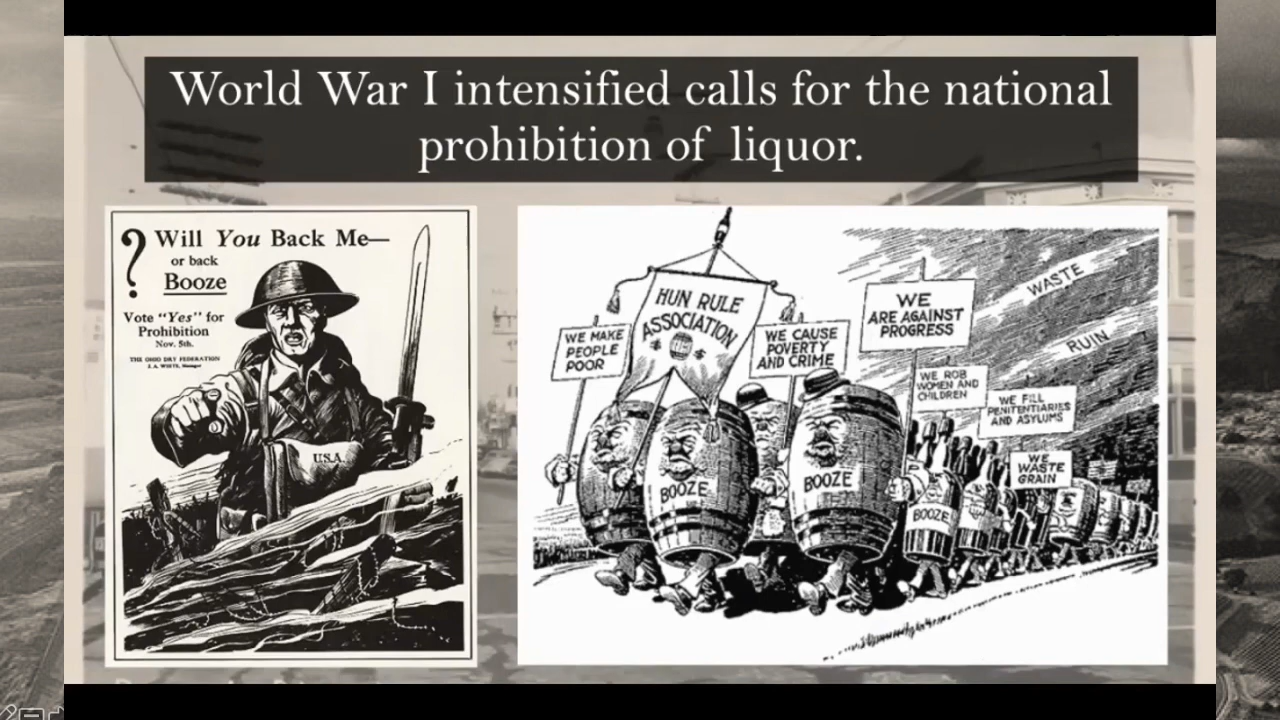 World War I intensified calls for the national
prohibition of liquor.
? Will You Back Me—
or back
Booze
Vote "Yes" for
Prohibition
Nov. 5th.
THE OHIO DRY FEDERATION
J. A. WHITE, Manager
U.S.A.
HUN RULE
ASSOCIATION
WE MAKE
PEOPLE
POOR
WE CAUSE
POVERTY
AND CRIME
WE
ARE AGAINST
PROGRESS
WE ROB
WOMEN AND
CHILDREN
WE FILL
PENITENTIARIES
AND ASYLUMS
WE
WASTE
GRAIN
WASTE
RUIN
BOOZE
BOOZE
BOOZE